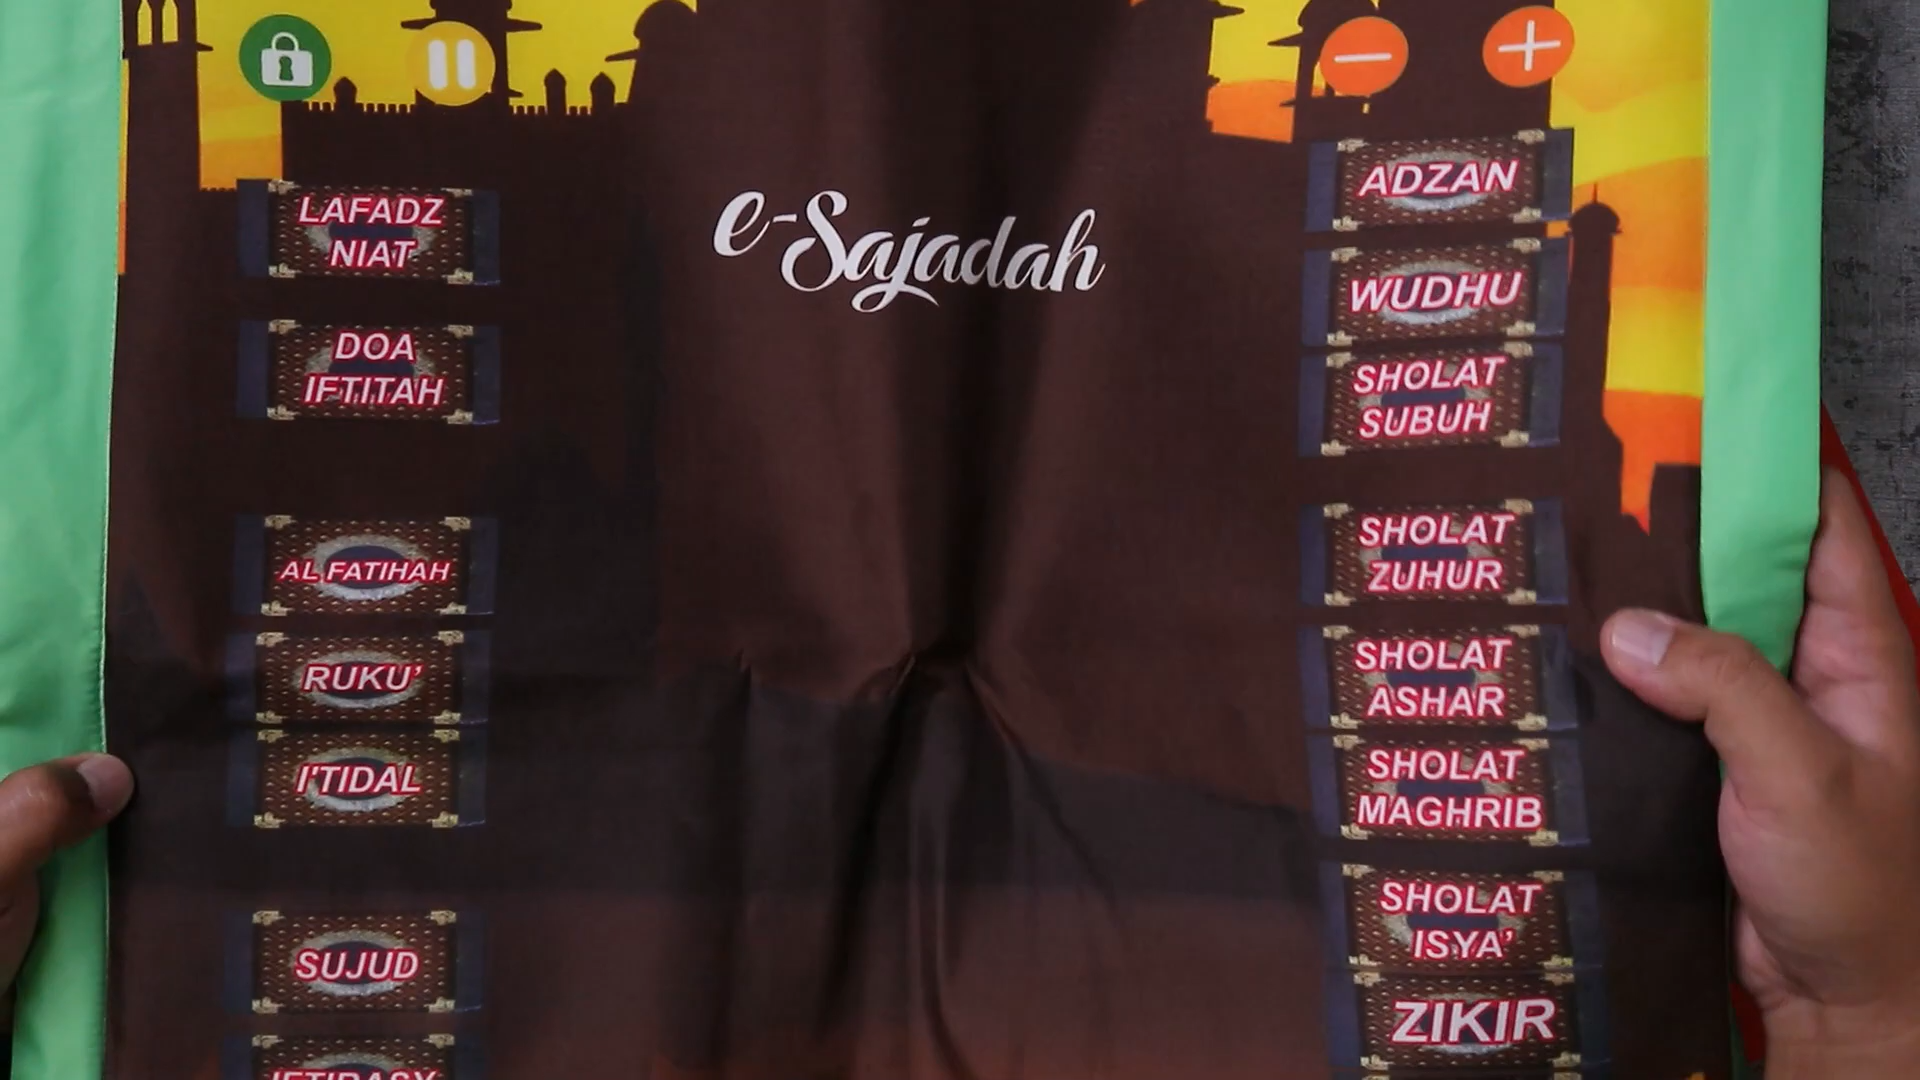 e-Sajadah
LAFADZ
NIAT
DOA
IFTITAH
AL FATIHAH
RUKU'
I'TIDAL
SUJUD
IFTIRASY
ADZAN
WUDHU
SHOLAT
SUBUH
SHOLAT
ZUHUR
SHOLAT
ASHAR
SHOLAT
MAGHRIB
SHOLAT
ISYA'
ZIKIR